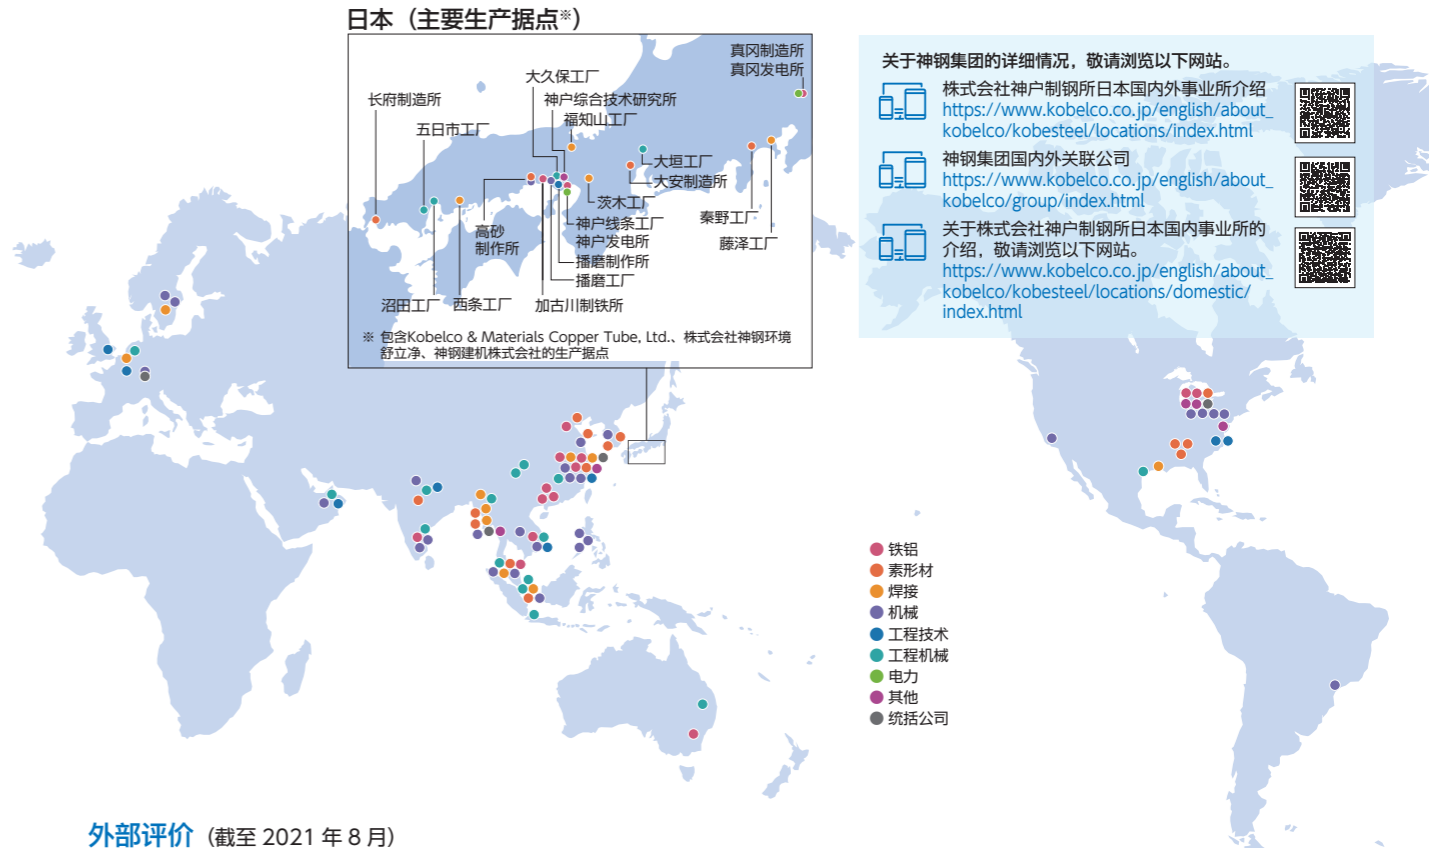 日本（主要生产据点※）
真冈制造所
真冈发电所
大久保工厂
长府制造所
神户综合技术研究所
福知山工厂
五日市工厂
大垣工厂
大安制造所
茨木工厂
秦野工厂
神户线条工厂
高砂
制作所
神户发电所
藤泽工厂
播磨制作所
播磨工厂
沼田工厂
西条工厂
加古川制铁所
※ 包含Kobelco & Materials Copper Tube, Ltd.、株式会社神钢环境
舒立净、神钢建机株式会社的生产据点
关于神钢集团的详细情况，敬请浏览以下网站。
株式会社神户制钢所日本国内外事业所介绍
https://www.kobelco.co.jp/english/about_
kobelco/kobesteel/locations/index.html
神钢集团国内外关联公司
https://www.kobelco.co.jp/english/about_
kobelco/group/index.html
关于株式会社神户制钢所日本国内事业所的
介绍，敬请浏览以下网站。
https://www.kobelco.co.jp/english/about_
kobelco/kobesteel/locations/domestic/
index.html
铁铝
素形材
焊接
机械
工程技术
工程机械
电力
其他
统括公司
外部评价（截至 2021 年 8 月）